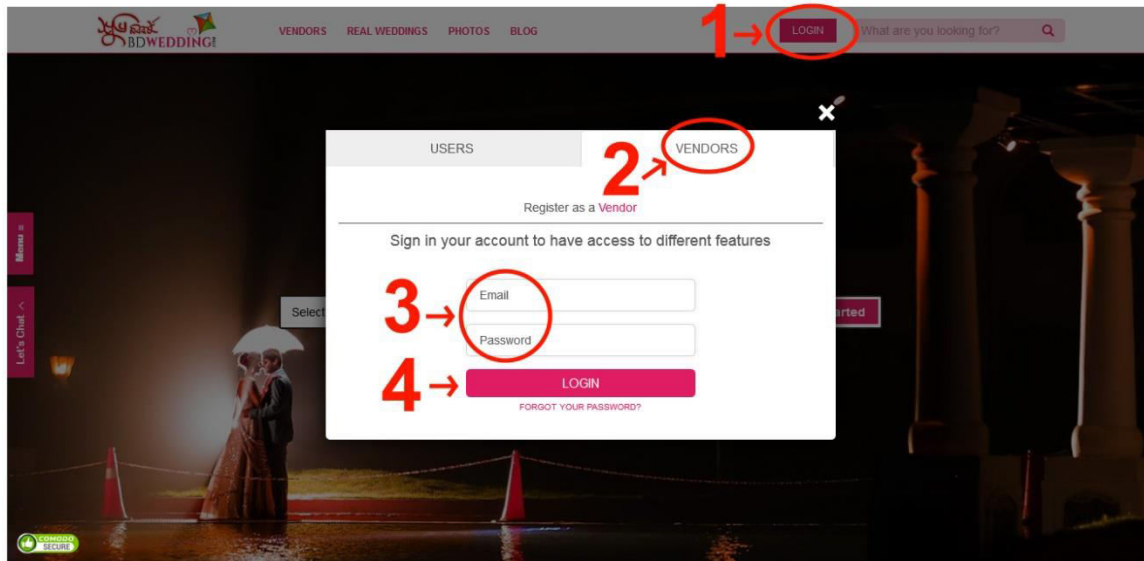 BDWEDDING
VENDORS REAL WEDDINGS PHOTOS BLOG
1 LOGIN What are you looking for?
USERS
2 VENDORS
Register as a Vendor
Sign in your account to have access to different features
Menu
Let's Chat
Select
arted
3 Email
Password
4 LOGIN
FORGOT YOUR PASSWORD?
COMODO
SECURE